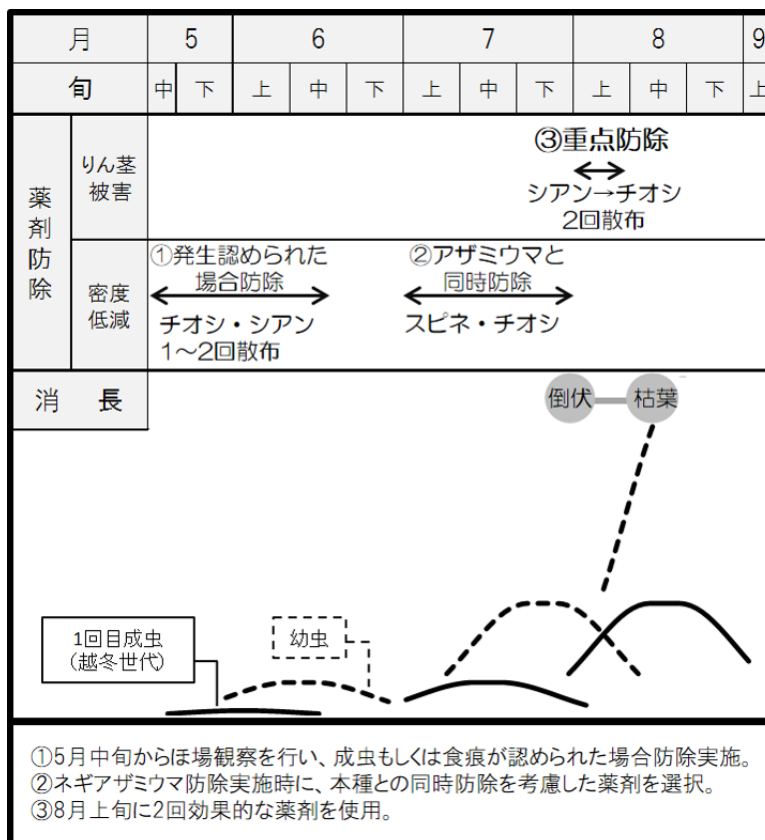 月 5 6 7 8 9
旬 中 下 上 中 下 上 中 下 上 中 下 上
薬剤防除
りん茎
被害
③重点防除
シアン→チオシ
2回散布
密度
低減
①発生認められた
場合防除
チオシ・シアン
1～2回散布
②アザミウマと
同時防除
スピネ・チオシ
消 長
倒伏 枯葉
1回目成虫
(越冬世代)
幼虫
①5月中旬からほ場観察を行い、成虫もしくは食痕が認められた場合防除実施。
②ネギアザミウマ防除実施時に、本種との同時防除を考慮した薬剤を選択。
③8月上旬に2回効果的な薬剤を使用。